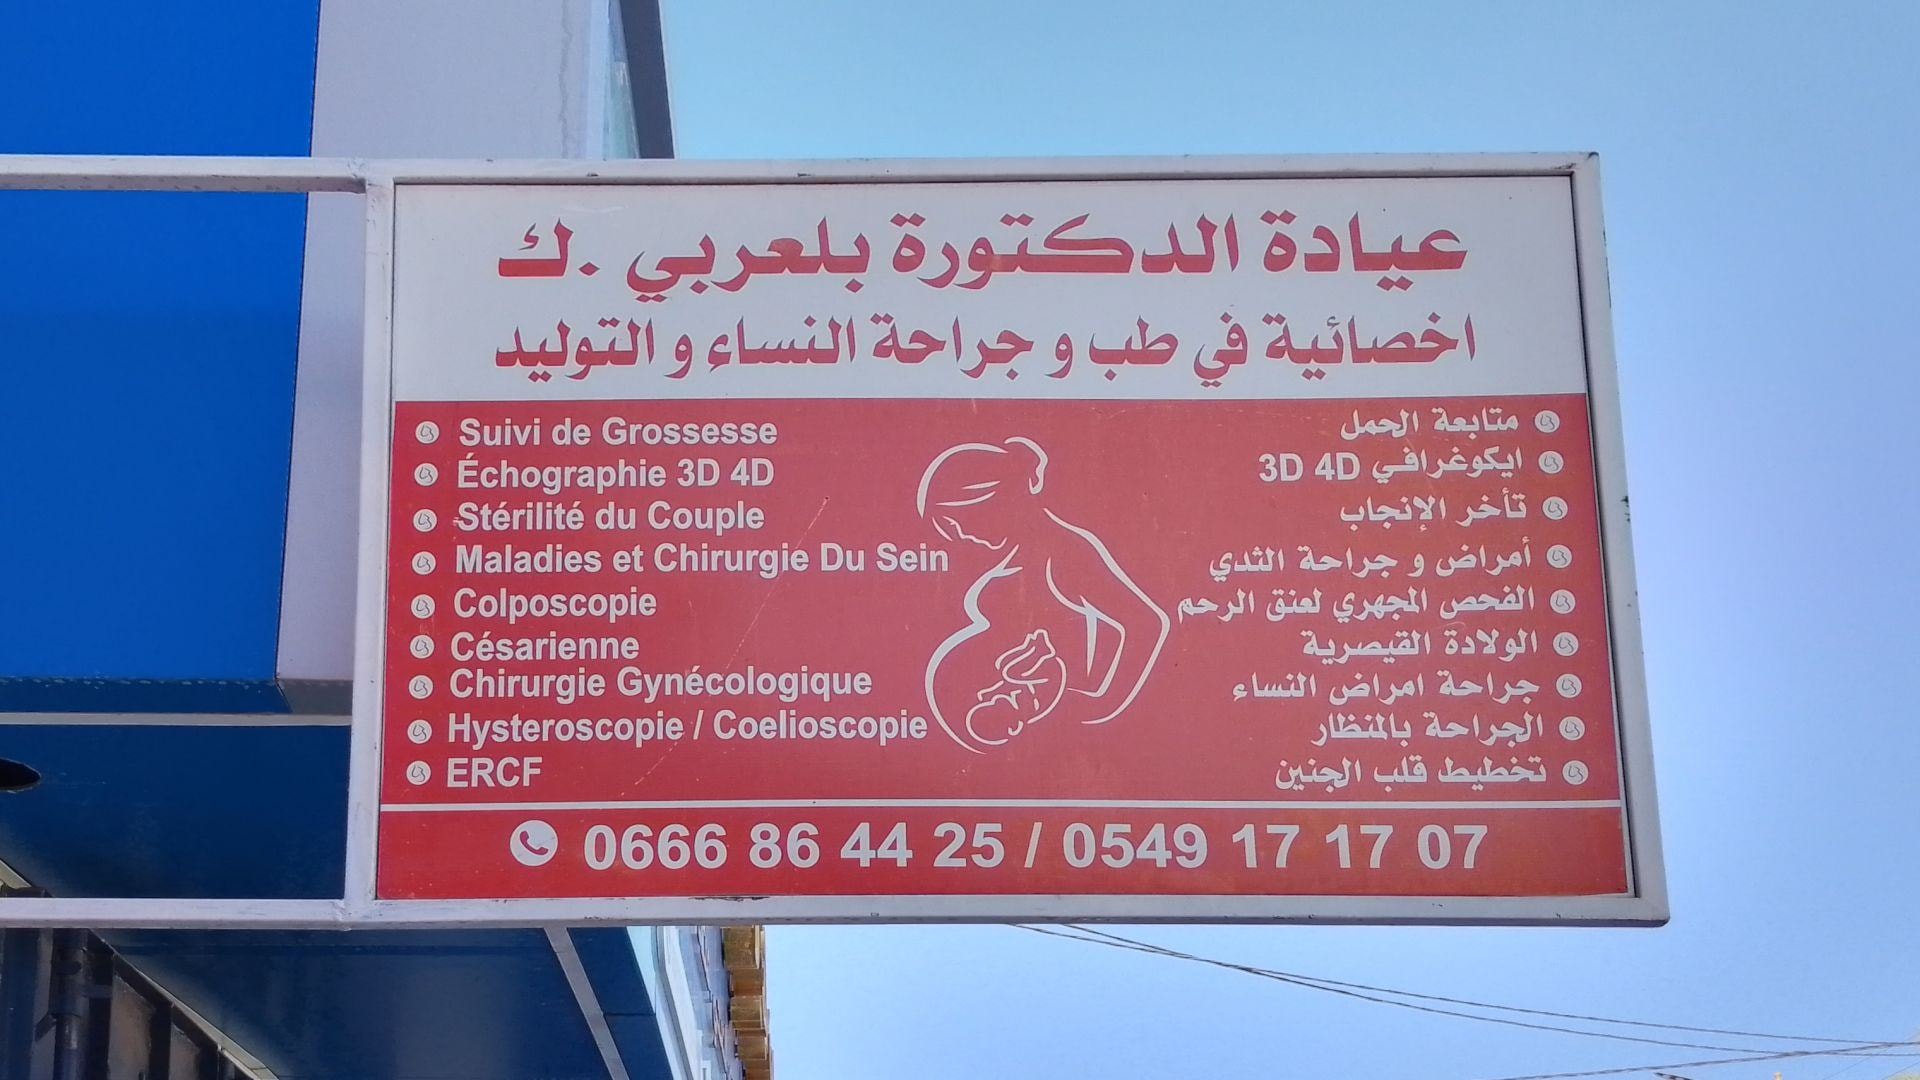 عيادة الدكتورة بلعربي .ك
اخصائية في طب و جراحة النساء و التوليد
Suivi de Grossesse
Échographie 3D 4D
Stérilité du Couple
Maladies et Chirurgie Du Sein
Colposcopie
Césarienne
Chirurgie Gynécologique
Hysteroscopie / Coelioscopie
ERCF
متابعة الحمل
ايكوغرافي 3D 4D
تأخر الإنجاب
أمراض و جراحة الثدي
الفحص المجهري لعنق الرحم
الولادة القيصرية
جراحة امراض النساء
الجراحة بالمنظار
تخطيط قلب الجنين
0666 86 44 25 / 0549 17 17 07